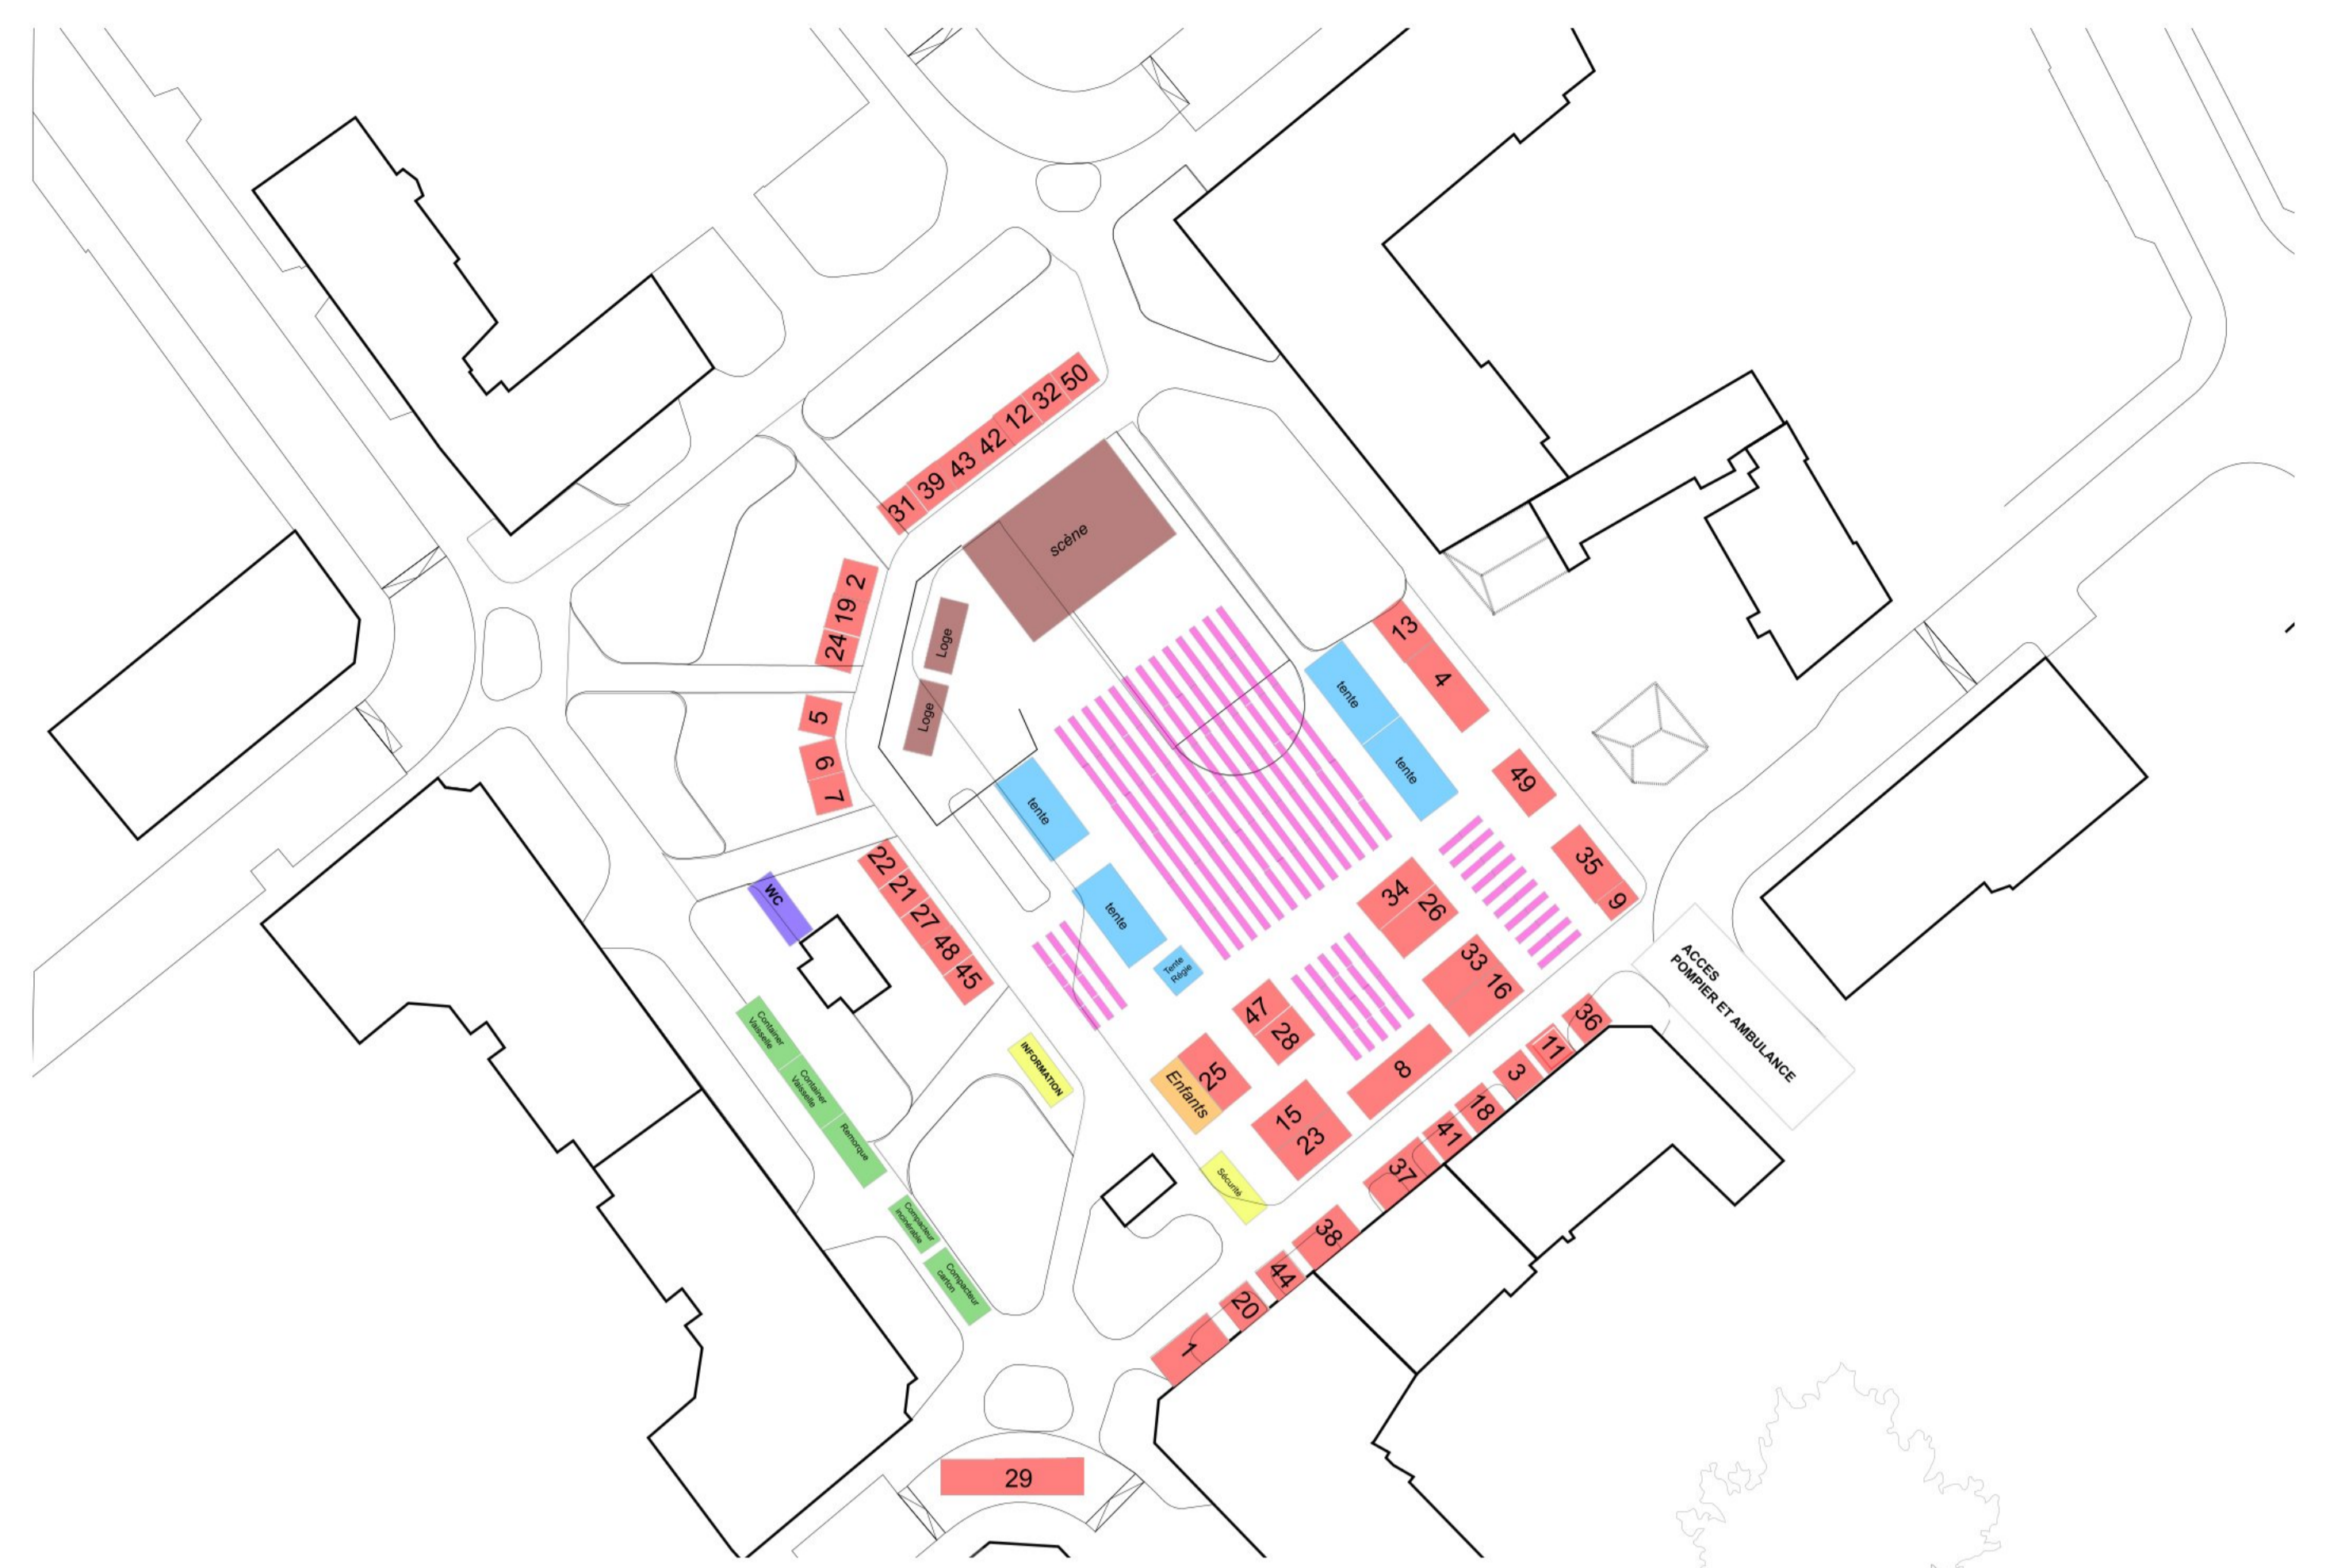 50
32
12
42
43
39
31
scène
2
19
24
Loge
Loge
5
6
7
13
4
tente
tente
49
tente
tente
Tente
Régie
35
9
34
26
33
16
22
21
27
48
45
WC
Container
Vaisselle
Container
Vaisselle
Remorque
Compacteur
incinérable
Compacteur
carton
INFORMATION
47
28
25
Enfants
15
23
8
Sécurité
ACCES
POMPIER ET AMBULANCE
36
11
3
18
41
37
38
44
20
1
29